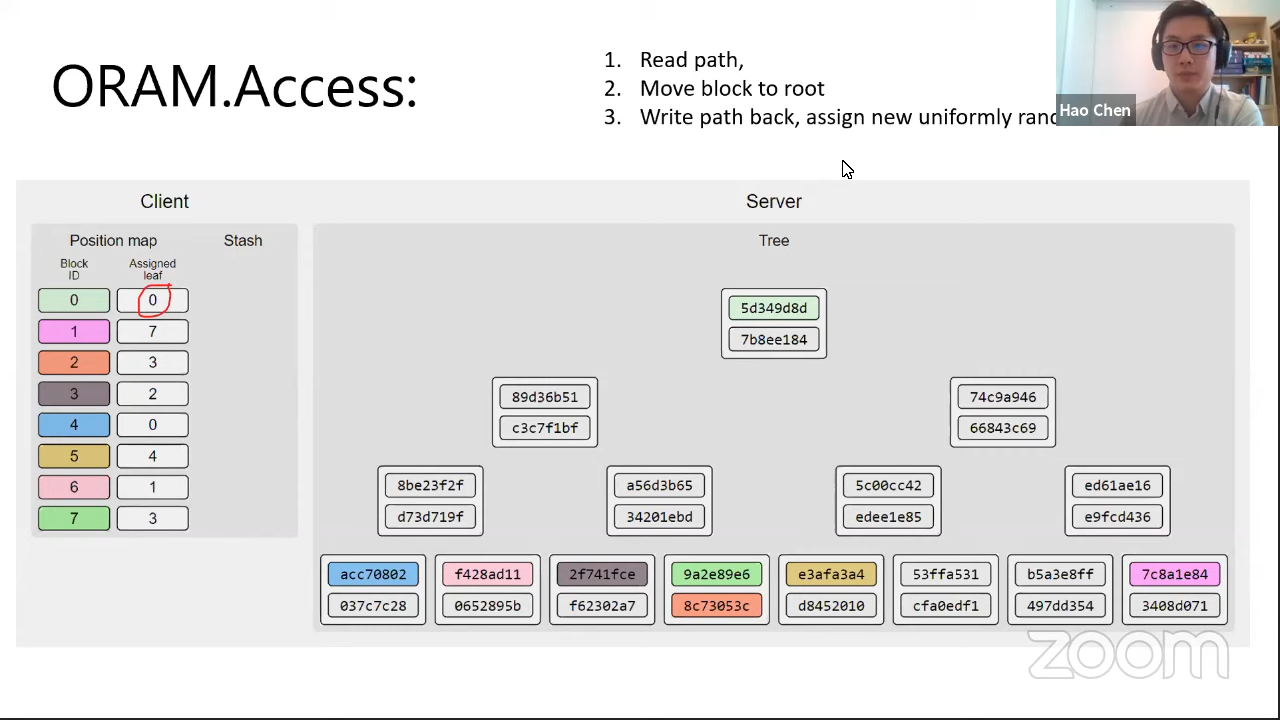 ORAM.Access:
1. Read path,
2. Move block to root
3. Write path back, assign new uniformly
Hao Chen
Client
Server
Position map
Stash
Tree
Block ID
Assigned leaf
0 0
1 7
2 3
3 2
4 0
5 4
6 1
7 3
5d349d8d
7b8ee184
89d36b51
c3c7f1bf
74c9a946
66843c69
8be23f2f
d73d719f
a56d3b65
34201ebd
5c00cc42
edee1e85
ed61ae16
e9fcd436
acc70802
037c7c28
f428ad11
0652895b
2f741fce
f62302a7
9a2e89e6
8c73053c
e3afa3a4
d8452010
53ffa531
cfa0edf1
b5a3e8ff
497dd354
7c8a1e84
3408d071
zoom